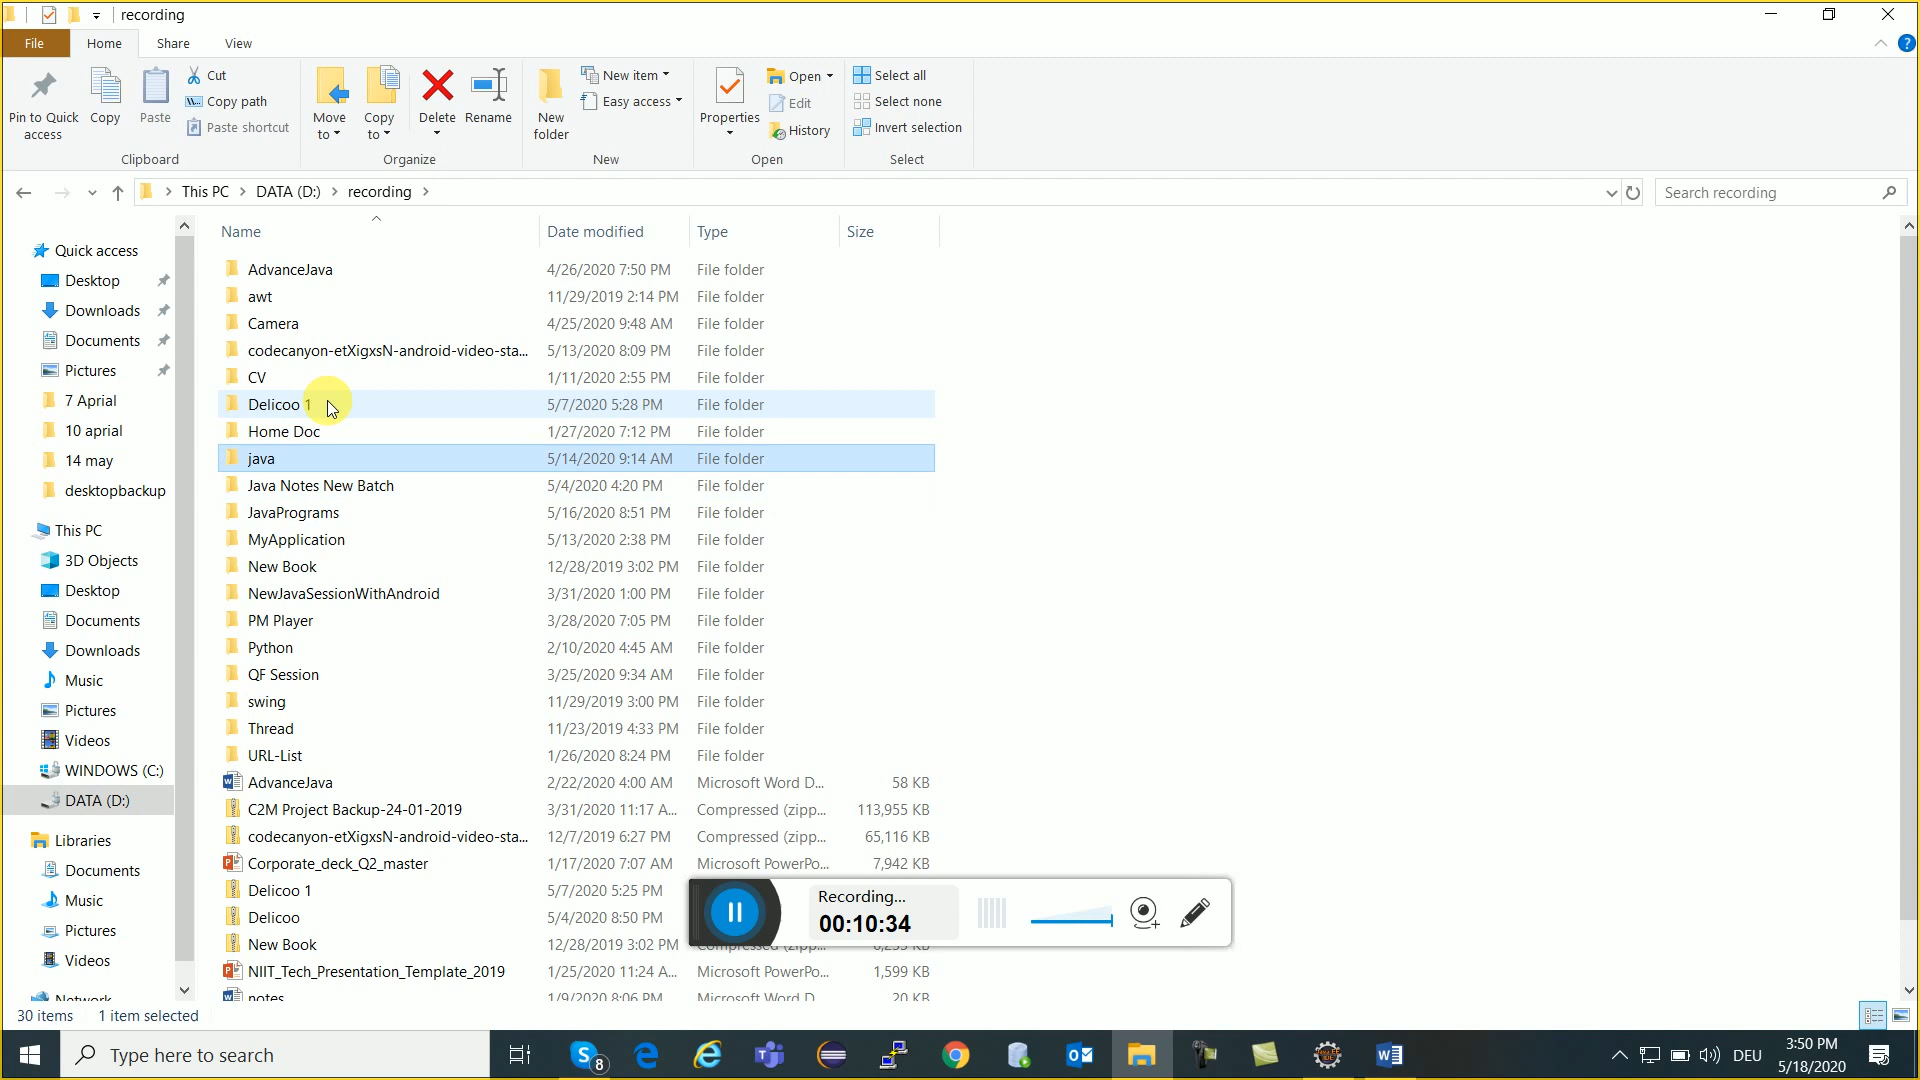 recording
File Home Share View
Pin to Quick access
Copy
Paste
Cut
Copy path
Paste shortcut
Clipboard
Move to
Copy to
Delete
Rename
Organize
New folder
New item
Easy access
New
Properties
Open
Edit
History
Open
Select all
Select none
Invert selection
Select
This PC > DATA (D:) > recording >
Search recording
Quick access
Desktop
Downloads
Documents
Pictures
7 Aprial
10 aprial
14 may
desktopbackup
This PC
3D Objects
Desktop
Documents
Downloads
Music
Pictures
Videos
WINDOWS (C:)
DATA (D:)
Libraries
Documents
Music
Pictures
Videos
Network
Name Date modified Type Size
AdvanceJava 4/26/2020 7:50 PM File folder
awt 11/29/2019 2:14 PM File folder
Camera 4/25/2020 9:48 AM File folder
codecanyon-etXigxsN-android-video-sta... 5/13/2020 8:09 PM File folder
CV 1/11/2020 2:55 PM File folder
Delicoo 1 5/7/2020 5:28 PM File folder
Home Doc 1/27/2020 7:12 PM File folder
java 5/14/2020 9:14 AM File folder
Java Notes New Batch 5/4/2020 4:20 PM File folder
JavaPrograms 5/16/2020 8:51 PM File folder
MyApplication 5/13/2020 2:38 PM File folder
New Book 12/28/2019 3:02 PM File folder
NewJavaSessionWithAndroid 3/31/2020 1:00 PM File folder
PM Player 3/28/2020 7:05 PM File folder
Python 2/10/2020 4:45 AM File folder
QF Session 3/25/2020 9:34 AM File folder
swing 11/29/2019 3:00 PM File folder
Thread 11/23/2019 4:33 PM File folder
URL-List 1/26/2020 8:24 PM File folder
AdvanceJava 2/22/2020 4:00 AM Microsoft Word D... 58 KB
C2M Project Backup-24-01-2019 3/31/2020 11:17 A... Compressed (zipp... 113,955 KB
codecanyon-etXigxsN-android-video-sta... 12/7/2019 6:27 PM Compressed (zipp... 65,116 KB
Corporate_deck_Q2_master 1/17/2020 7:07 AM Microsoft PowerPo... 7,942 KB
Delicoo 1 5/7/2020 5:25 PM
Delicoo 5/4/2020 8:50 PM
New Book 12/28/2019 3:02 PM
NIIT_Tech_Presentation_Template_2019 1/25/2020 11:24 A... Microsoft PowerPo... 1,599 KB
notes 1/9/2020 8:06 PM Microsoft Word D... 20 KB
Recording...
00:10:34
30 items 1 item selected
Type here to search
8
DEU
3:50 PM
5/18/2020